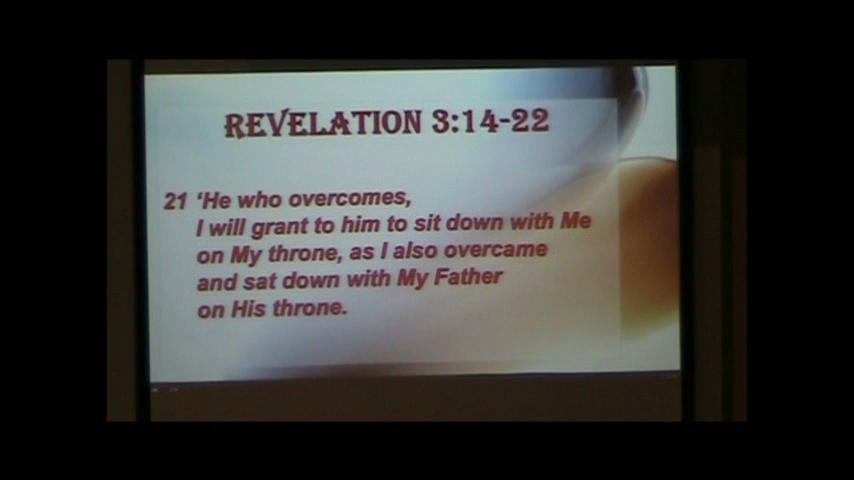 REVELATION 3:14-22
21 ‘He who overcomes,
I will grant to him to sit down with Me
on My throne, as I also overcame
and sat down with My Father
on His throne.